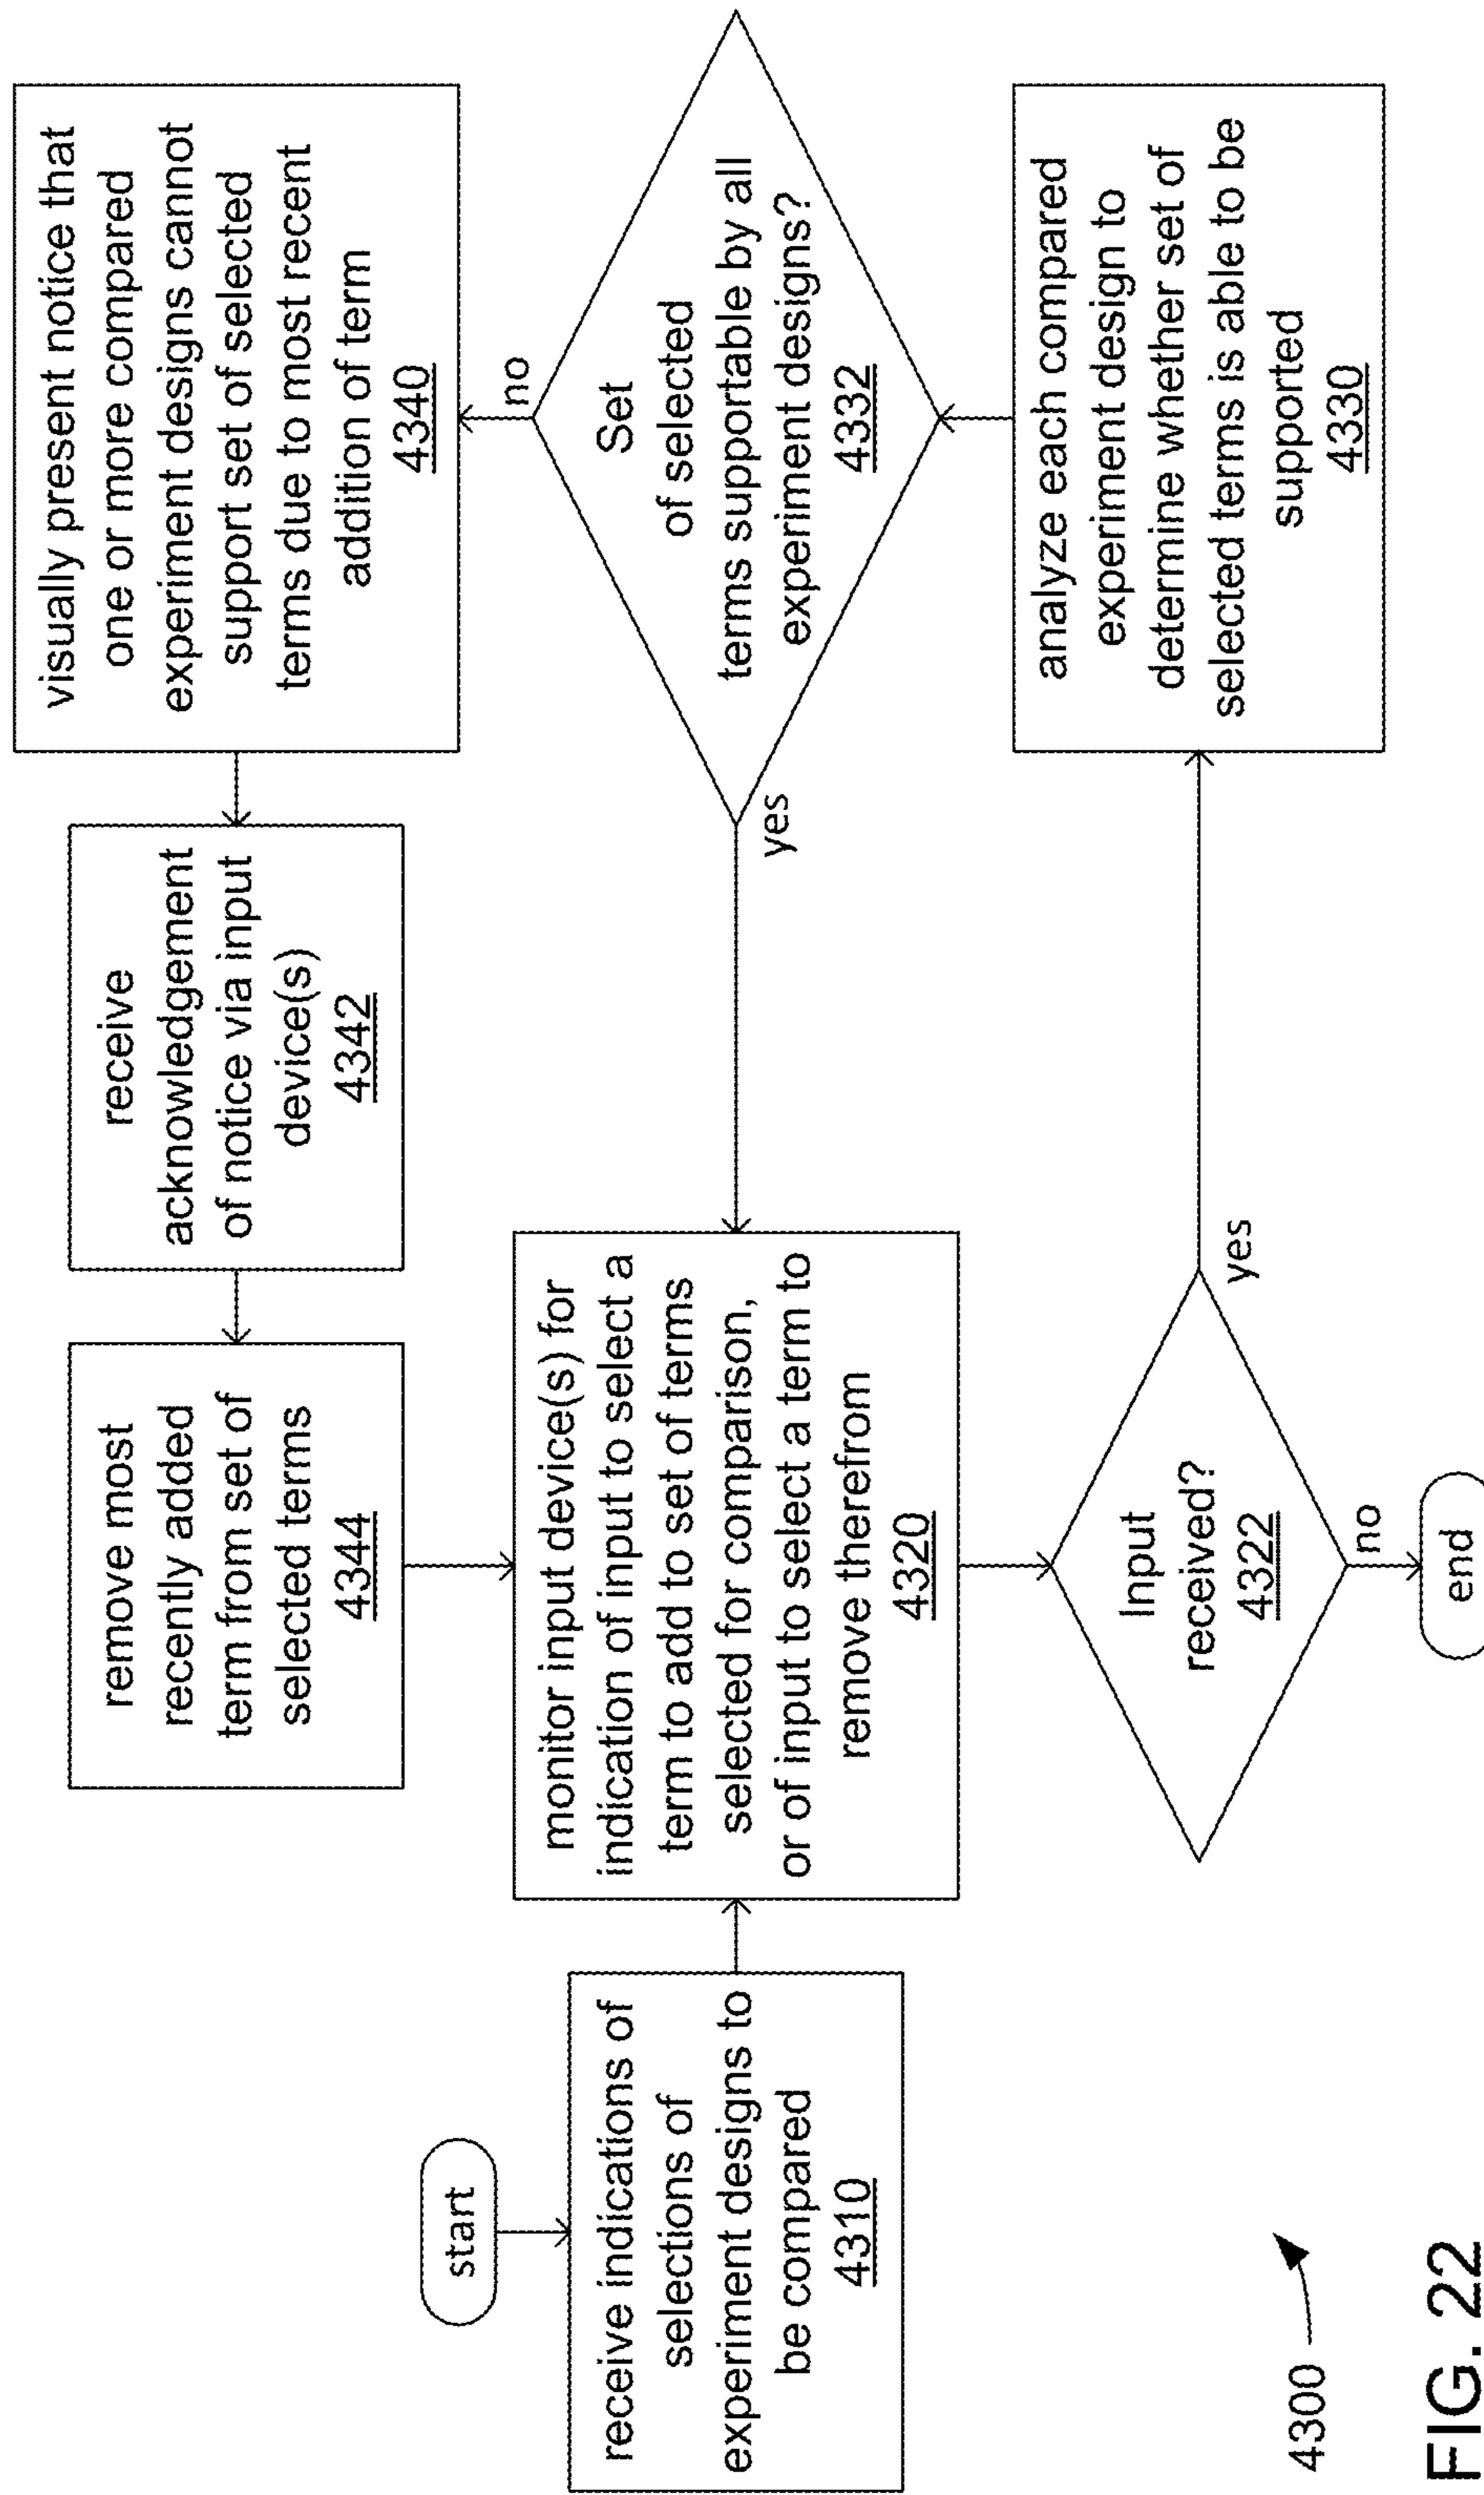 start
receive indications of
selections of
experiment designs to
be compared
4310
monitor input device(s) for
indication of input to select a
term to add to set of terms
selected for comparison,
or of input to select a term to
remove therefrom
4320
Input
received?
4322
no
end
yes
analyze each compared
experiment design to
determine whether set of
selected terms is able to be
supported
4330
Set
of selected
terms supportable by all
experiment designs?
4332
yes
no
visually present notice that
one or more compared
experiment designs cannot
support set of selected
terms due to most recent
addition of term
4340
receive
acknowledgement
of notice via input
device(s)
4342
remove most
recently added
term from set of
selected terms
4344
4300
FIG. 22